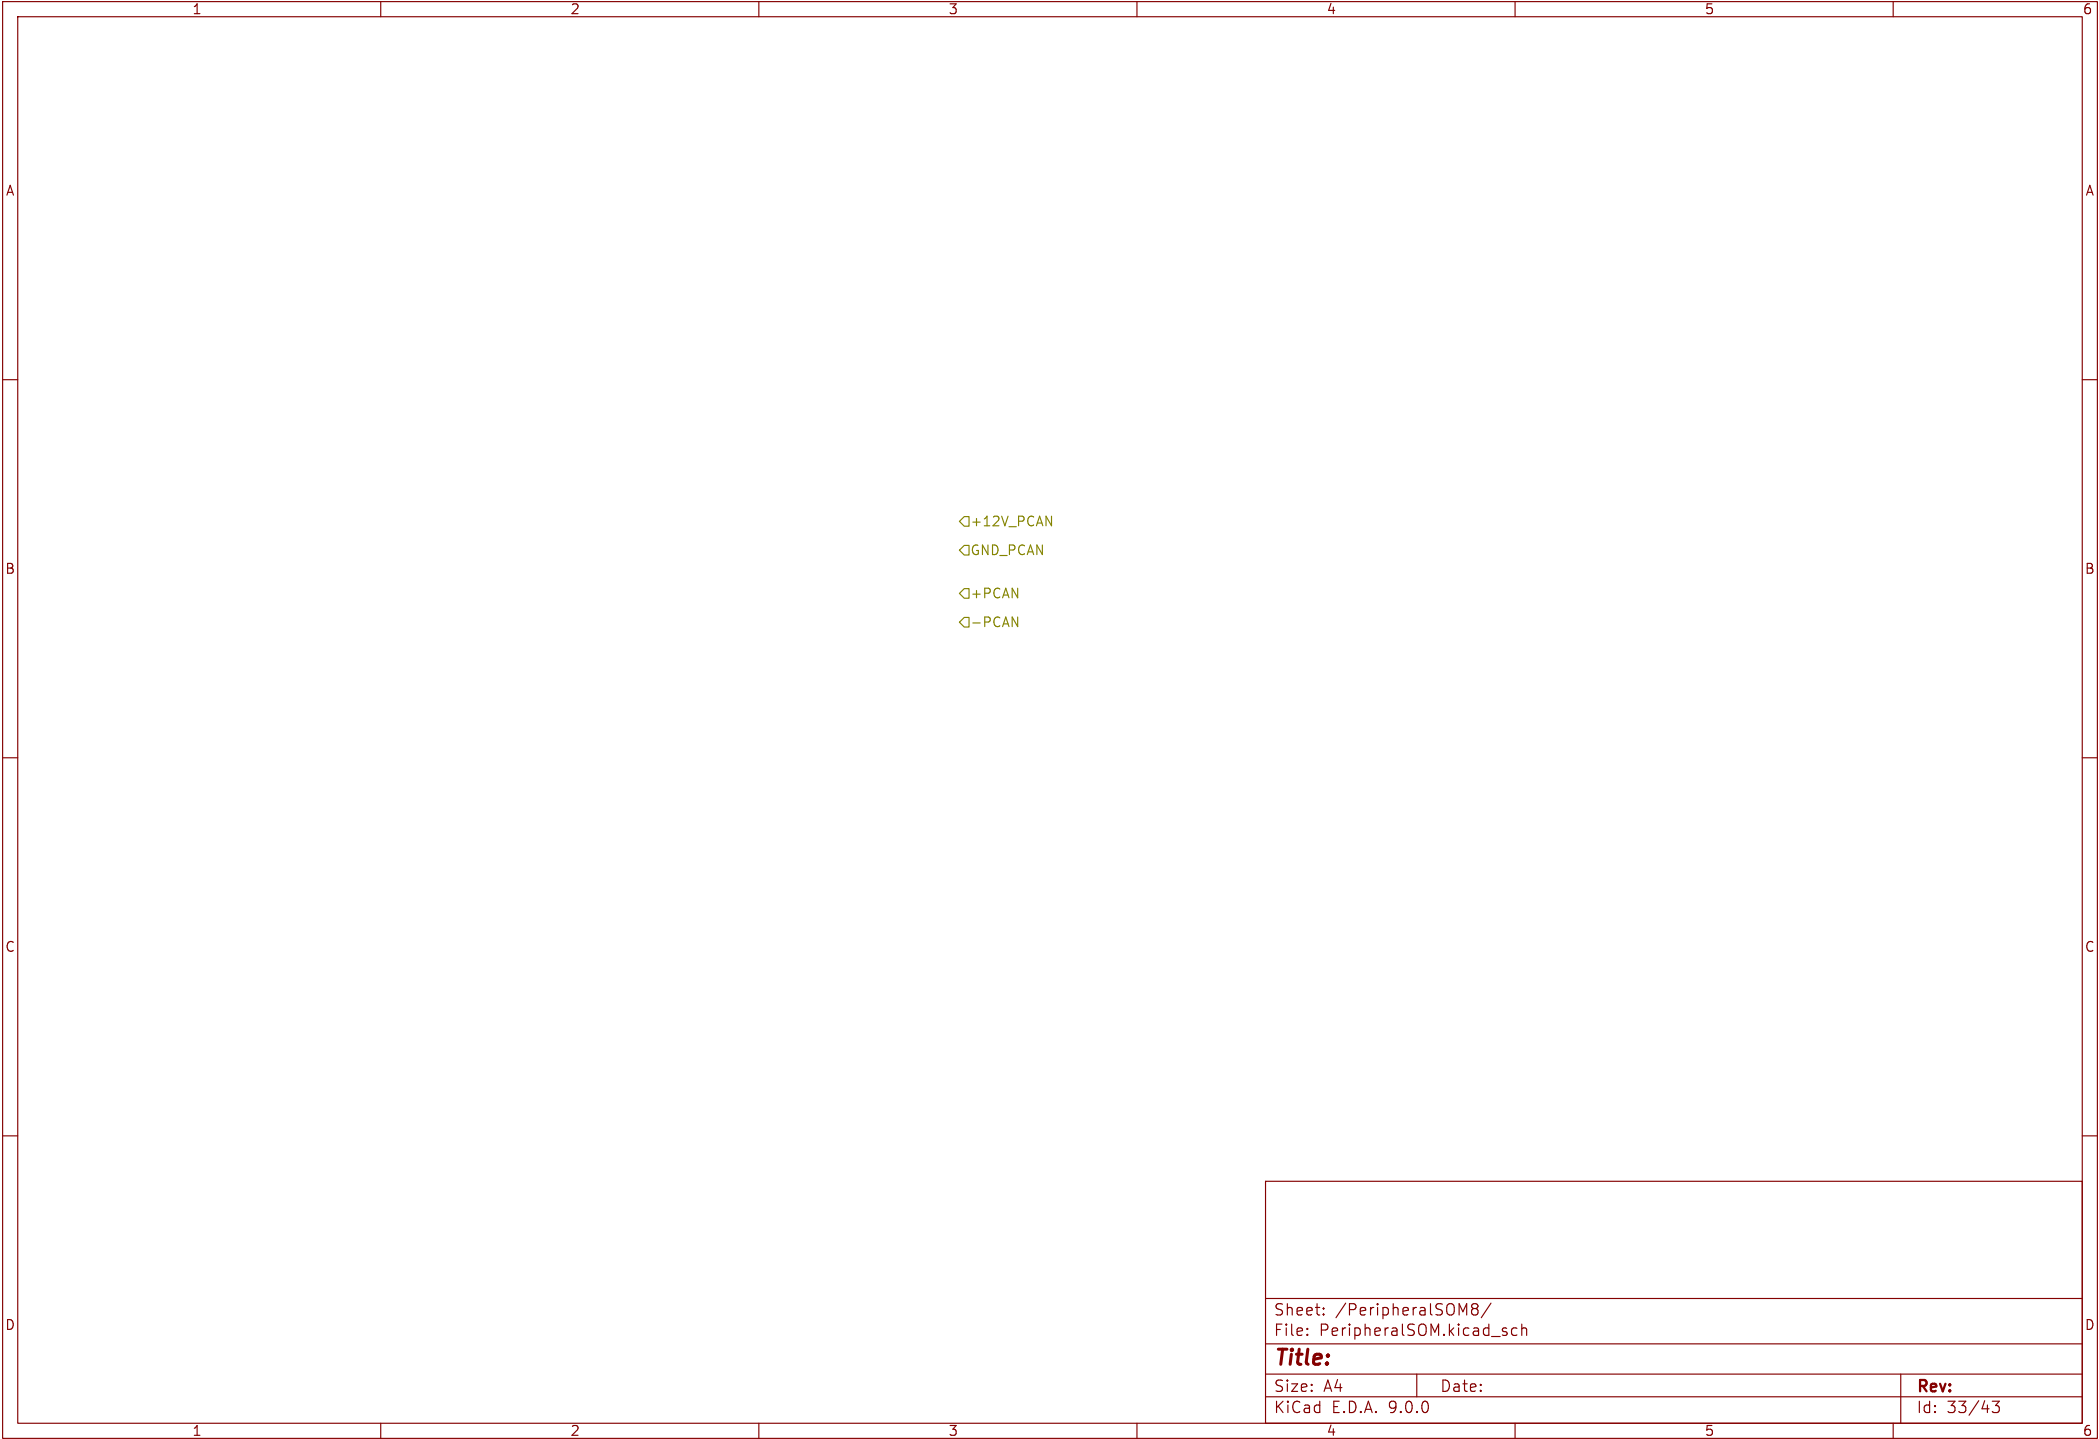 1 2 3 4 5 6
A A
+12V_PCAN
GND_PCAN
B B
+PCAN
-PCAN
C C
Sheet: /PeripheralSOM8/
File: PeripheralSOM.kicad_sch
D D
Title:
Size: A4 Date: Rev:
KiCad E.D.A. 9.0.0 Id: 33/43
1 2 3 4 5 6